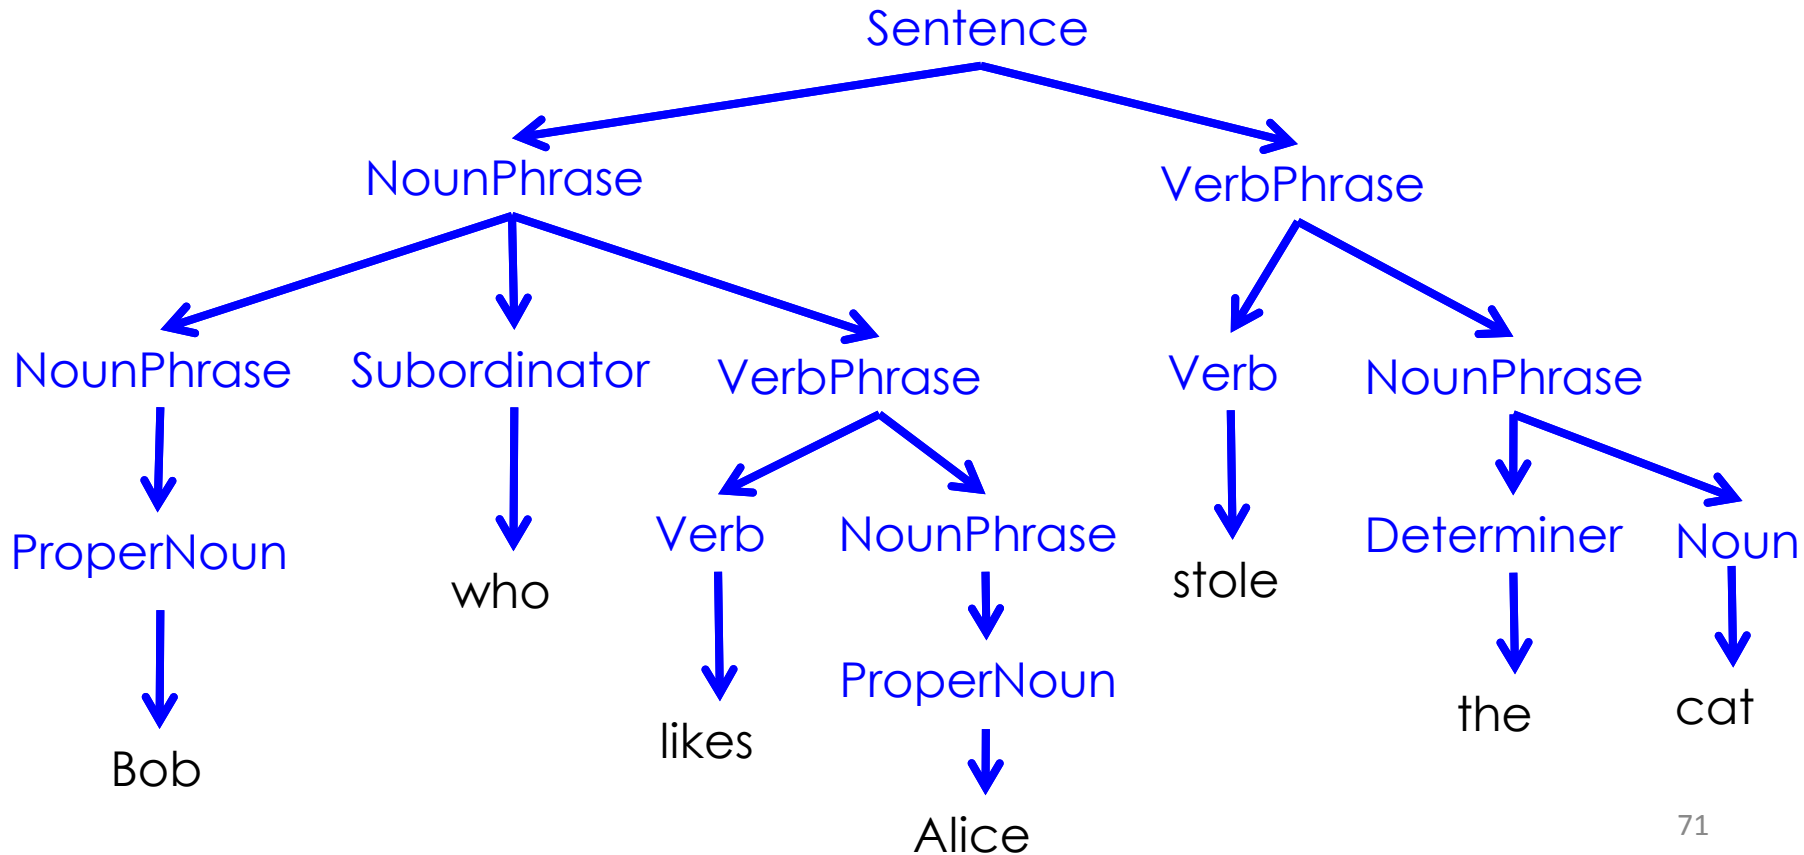 Sentence
NounPhrase VerbPhrase
NounPhrase Subordinator VerbPhrase Verb NounPhrase
ProperNoun who Verb NounPhrase stole Determiner Noun
Bob likes ProperNoun the cat
Alice
71